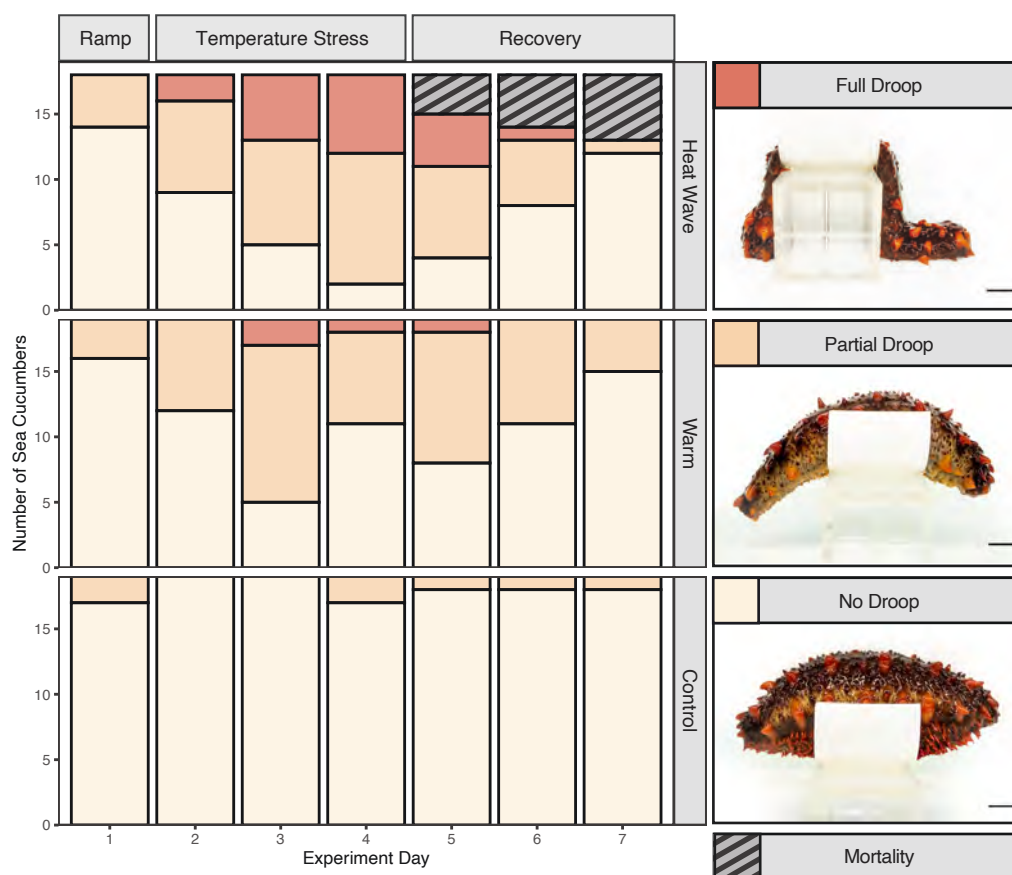 Ramp
Temperature Stress
Recovery
Full Droop
15
10
5
0
Heat Wave
Partial Droop
15
10
5
0
Warm
Number of Sea Cucumbers
No Droop
15
10
5
0
Control
1 2 3 4 5 6 7
Experiment Day
Mortality